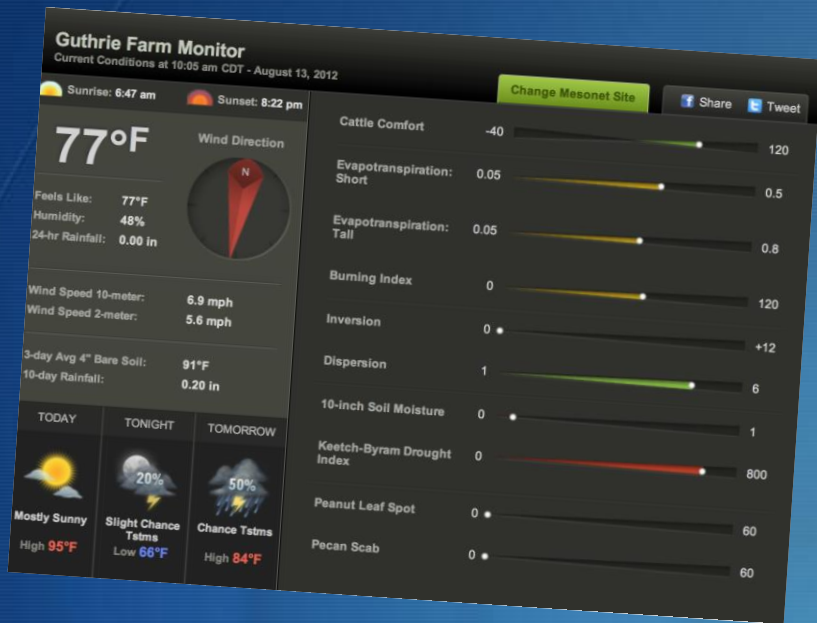 Guthrie Farm Monitor
Current Conditions at 10:05 am CDT - August 13, 2012
Change Mesonet Site
Share
Tweet
Sunrise: 6:47 am
Sunset: 8:22 pm
77°F
Wind Direction
N
Feels Like: 77°F
Humidity: 48%
24-hr Rainfall: 0.00 in
Wind Speed 10-meter: 6.9 mph
Wind Speed 2-meter: 5.6 mph
3-day Avg 4" Bare Soil: 91°F
10-day Rainfall: 0.20 in
TODAY
Mostly Sunny
High 95°F
TONIGHT
20%
Slight Chance
Tstms
Low 66°F
TOMORROW
50%
Chance Tstms
High 84°F
Cattle Comfort -40 120
Evapotranspiration:
Short 0.05 0.5
Evapotranspiration:
Tall 0.05 0.8
Burning Index 0 120
Inversion 0 +12
Dispersion 1 6
10-inch Soil Moisture 0 1
Keetch-Byram Drought
Index 0 800
Peanut Leaf Spot 0 60
Pecan Scab 0 60